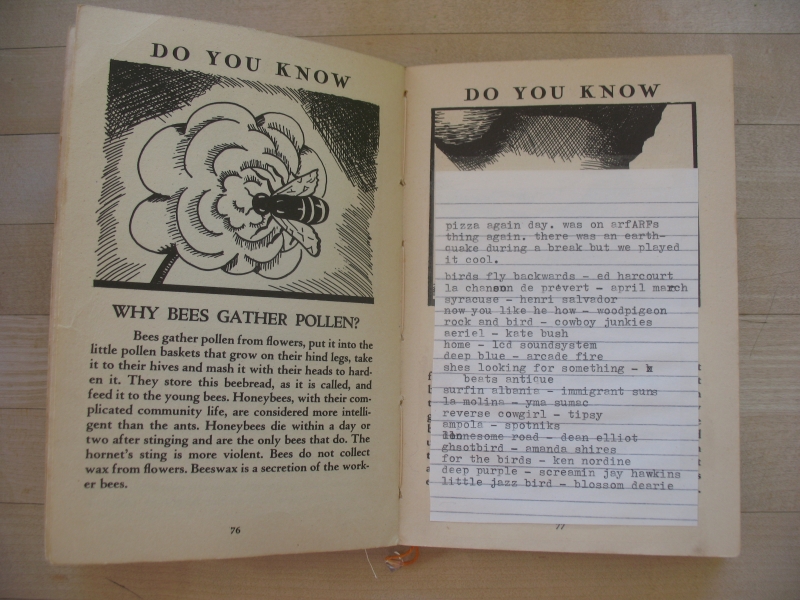 DO YOU KNOW
WHY BEES GATHER POLLEN?
Bees gather pollen from flowers, put it into the
little pollen baskets that grow on their hind legs, take
it to their hives and mash it with their heads to hard-
en it. They store this beebread, as it is called, and
feed it to the young bees. Honeybees, with their com-
plicated community life, are considered more intelli-
gent than the ants. Honeybees die within a day or
two after stinging and are the only bees that do. The
hornet's sting is more violent. Bees do not collect
wax from flowers. Beeswax is a secretion of the work-
er bees.
76
DO YOU KNOW
pizza again day. was on arfARFs
thing again. there was an earth-
quake during a break but we played
it cool.
birds fly backwards - ed harcourt
la chanson de prevert - april march
syracuse - henri salvador
now you like he how - woodpigeon
rock and bird - cowboy junkies
aeriel - kate bush
home - lcd soundsystem
deep blue - arcade fire
shes looking for something -
beats antique
surfin albania - immigrant suns
la molina - yma sumac
reverse cowgirl - tipsy
ampola - spotniks
lonesome road - dean elliot
ghostbird - amanda shires
for the birds - ken nordine
deep purple - screamin jay hawkins
little jazz bird - blossom dearie
77